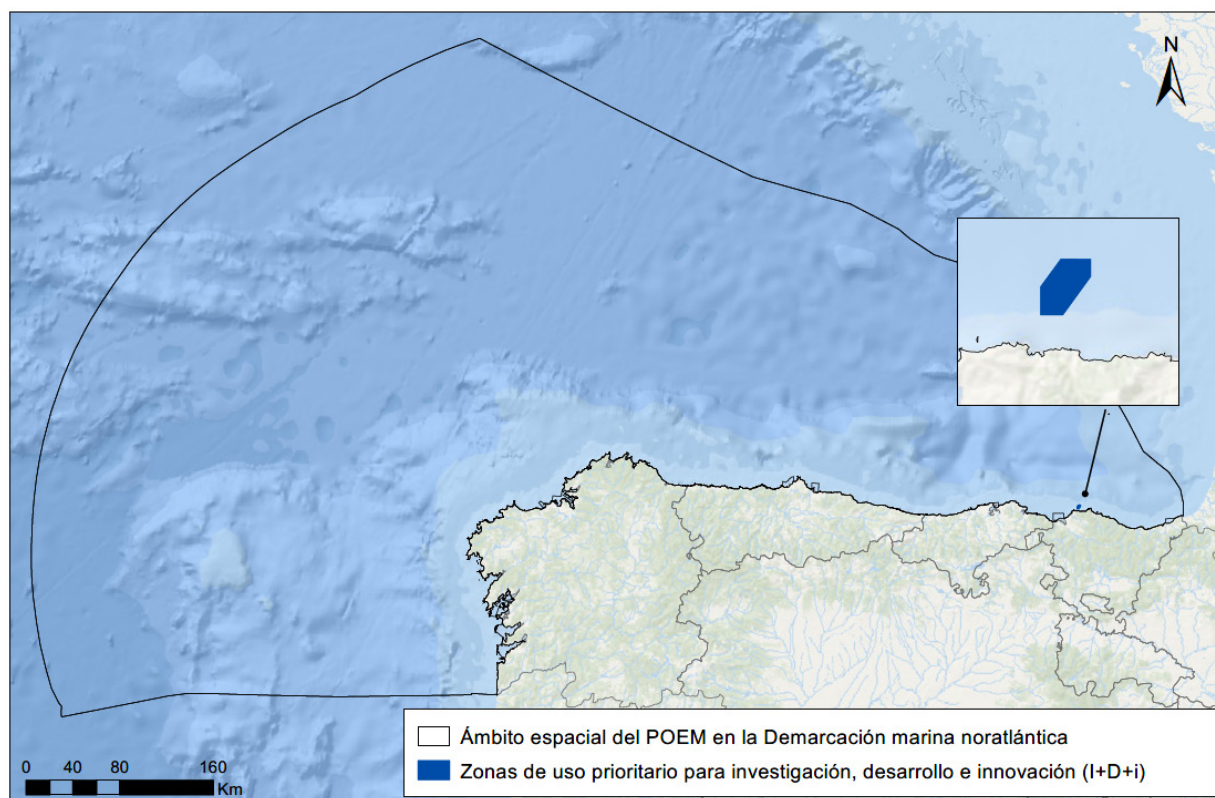 N
Ámbito espacial del POEM en la Demarcación marina noratlántica
Zonas de uso prioritario para investigación, desarrollo e innovación (I+D+i)
0 40 80 160
Km